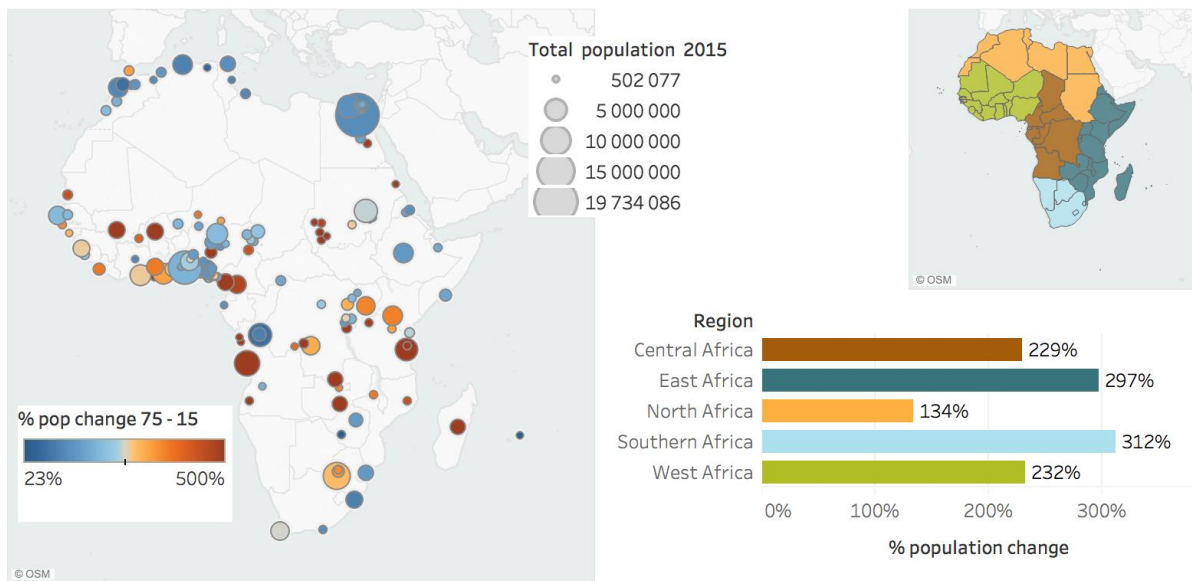 Total population 2015
502 077
5 000 000
10 000 000
15 000 000
19 734 086
% pop change 75 - 15
23% 500%
© OSM
© OSM
Region
Central Africa 229%
East Africa 297%
North Africa 134%
Southern Africa 312%
West Africa 232%
0% 100% 200% 300%
% population change